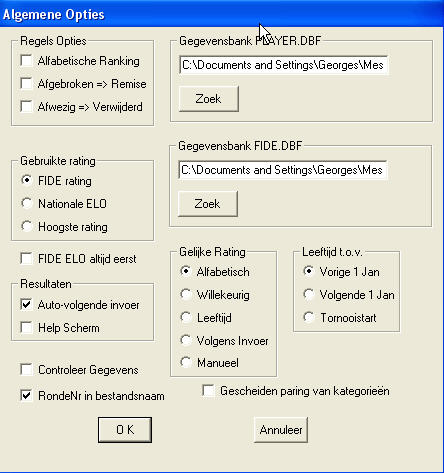 Algemene Opties
Regels Opties
Alfabetische Ranking
Afgebroken => Remise
Afwezig => Verwijderd
Gegevensbank PLAYER.DBF
C:\Documents and Settings\Georges\Mes
Zoek
Gegevensbank FIDE.DBF
C:\Documents and Settings\Georges\Mes
Zoek
Gebruikte rating
FIDE rating
Nationale ELO
Hoogste rating
FIDE ELO altijd eerst
Resultaten
Auto-volgende invoer
Help Scherm
Gelijke Rating
Alfabetisch
Willekeurig
Leeftijd
Volgens Invoer
Manueel
Leeftijd t.o.v.
Vorige 1 Jan
Volgende 1 Jan
Tornooistart
Controleer Gegevens
RondeNr in bestandsnaam
Gescheiden paring van kategorieën
O K
Annuleer